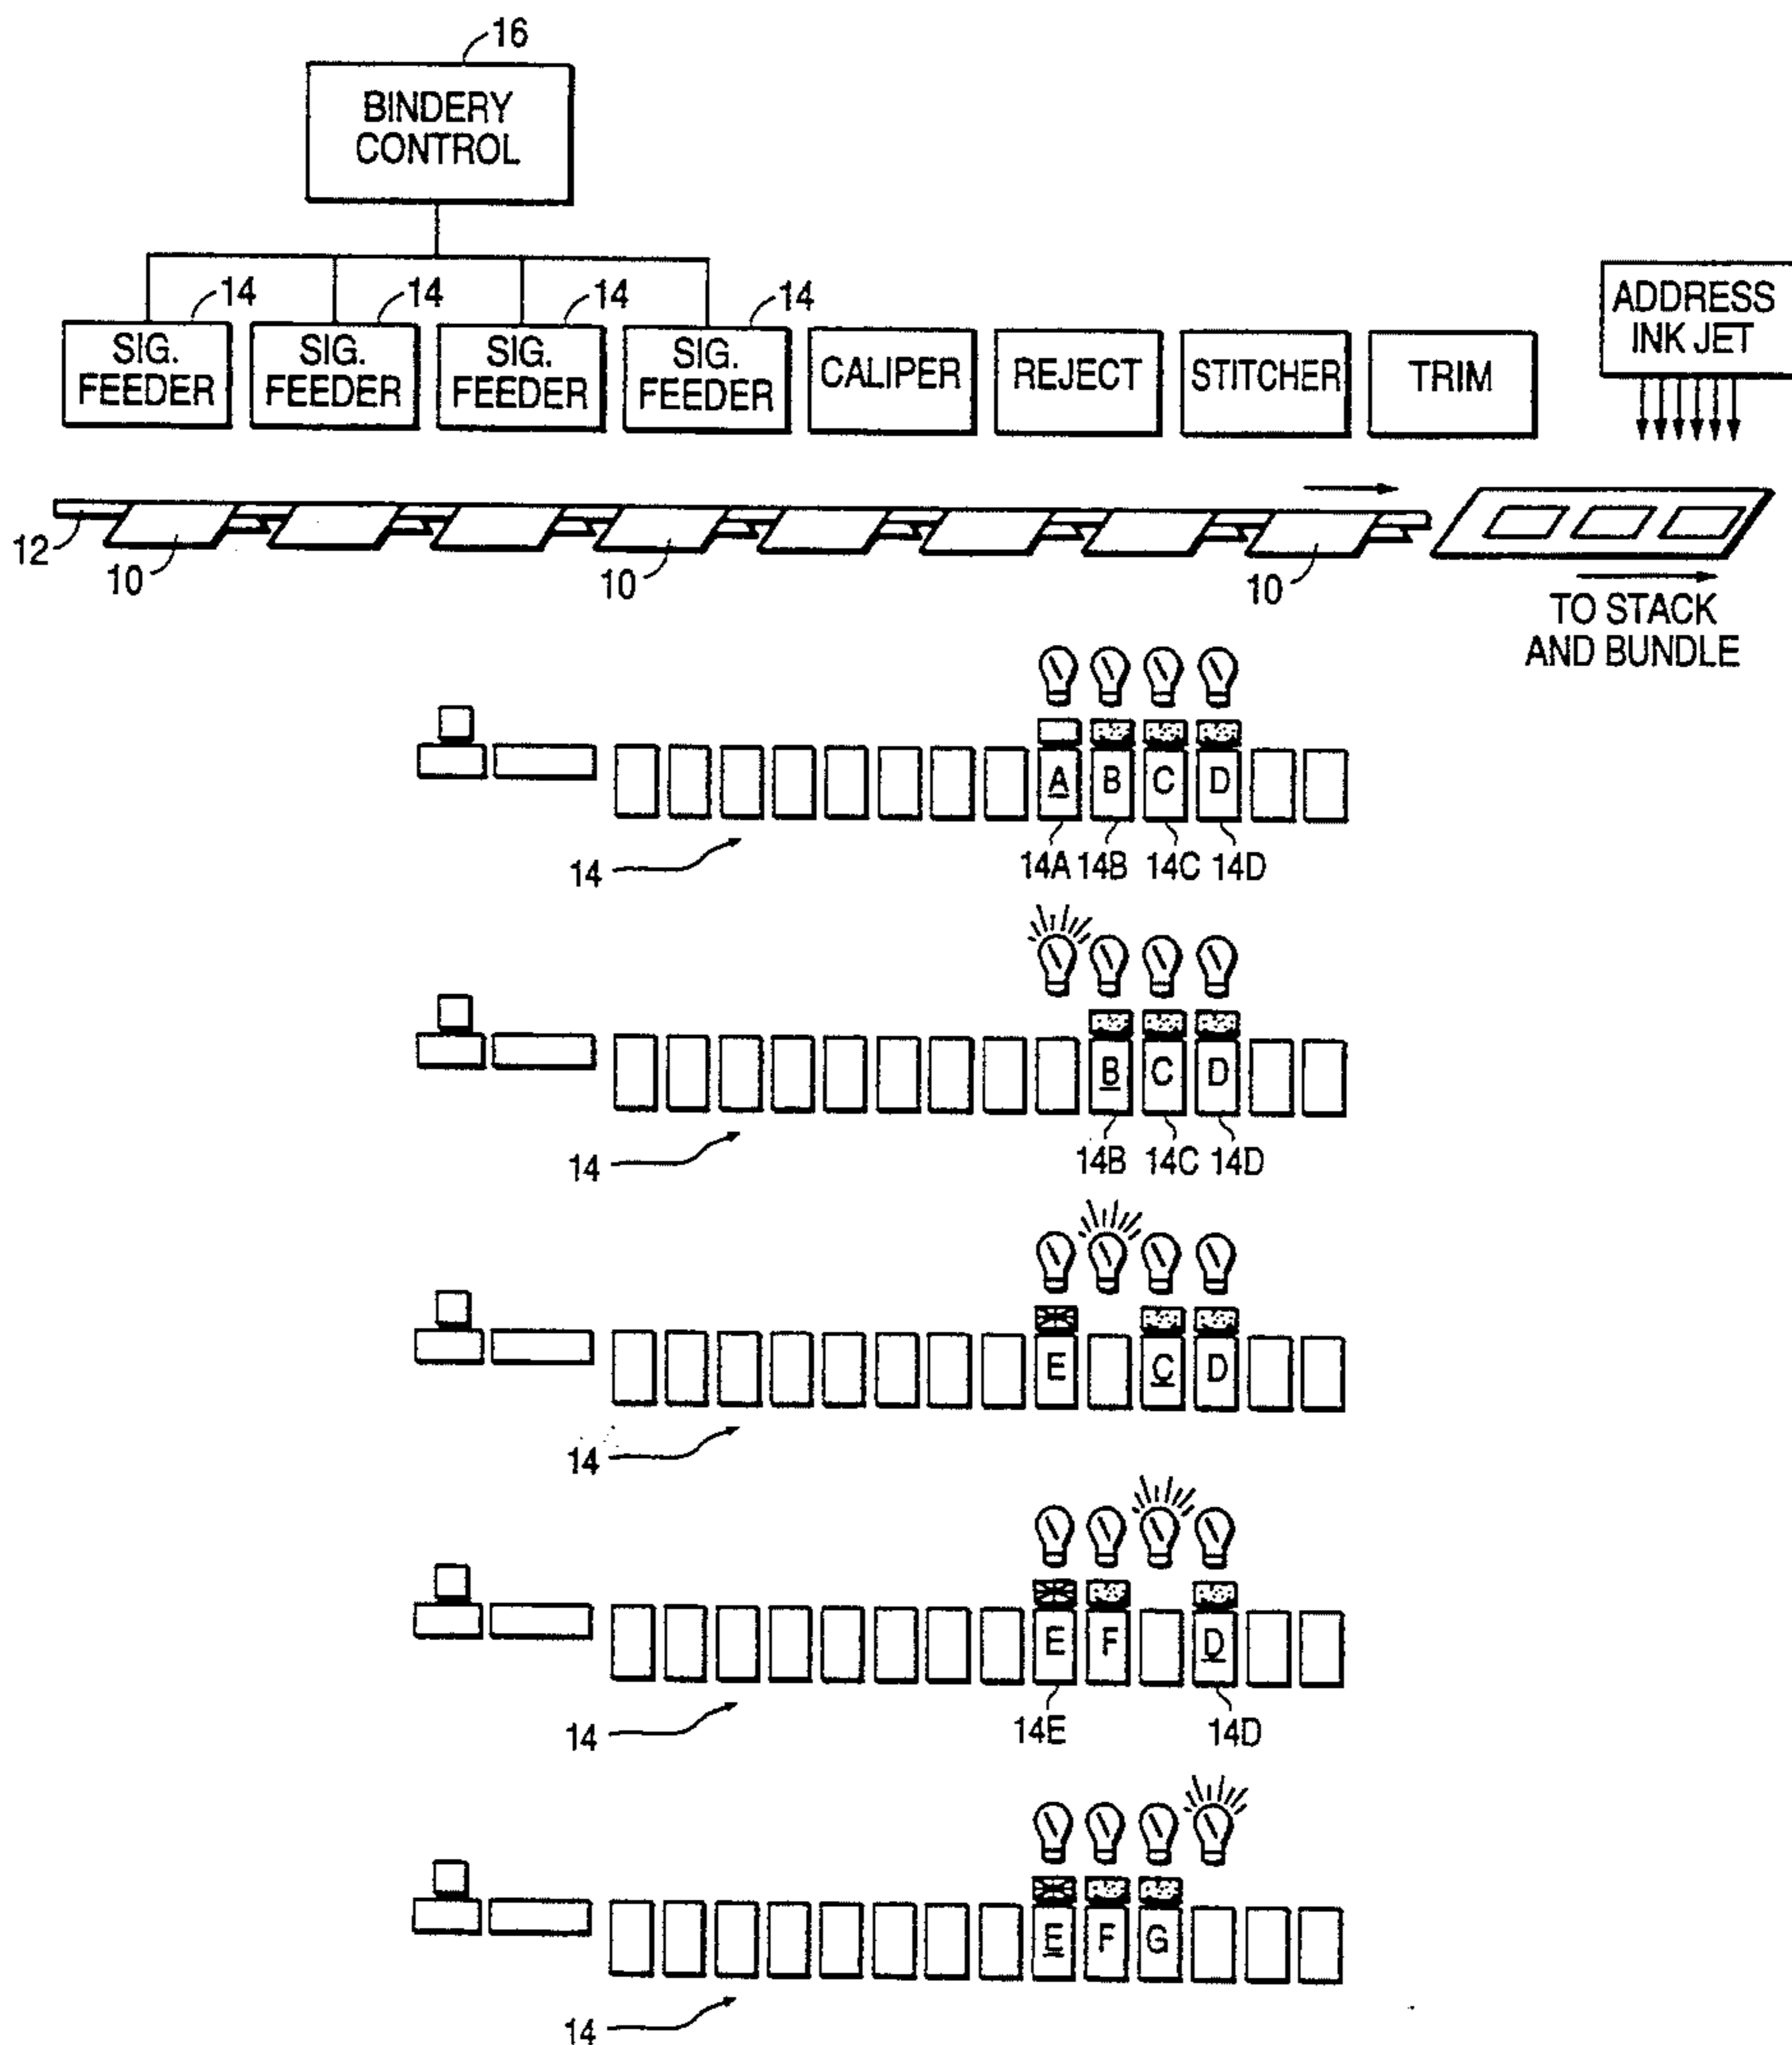 16
BINDERY
CONTROL
14 14 14 14
SIG.
FEEDER
SIG.
FEEDER
SIG.
FEEDER
SIG.
FEEDER
CALIPER
REJECT
STITCHER
TRIM
ADDRESS
INK JET
12
10 10 10
TO STACK
AND BUNDLE
A B C D
14 14A 14B 14C 14D
B C D
14 14B 14C 14D
E C D
14
E F D
14 14E 14D
E F G
14